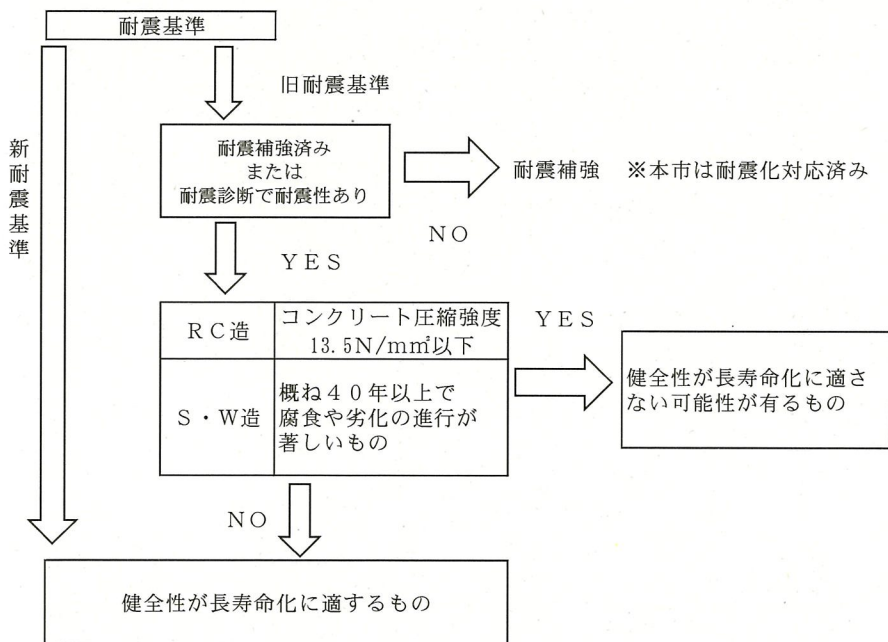 耐震基準
旧耐震基準
新耐震基準
耐震補強済み
または
耐震診断で耐震性あり
耐震補強　※本市は耐震化対応済み
ＮＯ
ＹＥＳ
ＲＣ造
コンクリート圧縮強度
13.5N/mm²以下
ＹＥＳ
Ｓ・Ｗ造
概ね４０年以上で
腐食や劣化の進行が
著しいもの
健全性が長寿命化に適さ
ない可能性が有るもの
ＮＯ
健全性が長寿命化に適するもの